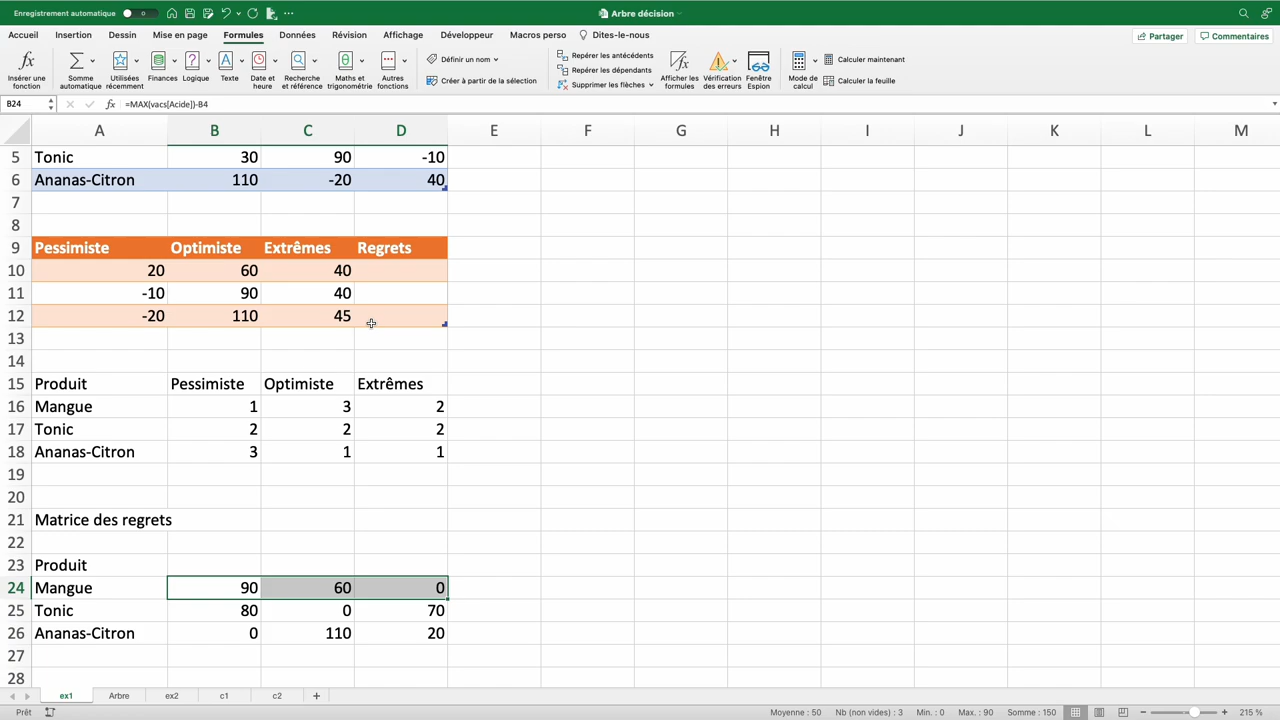 Enregistrement automatique
Arbre décision
Accueil Insertion Dessin Mise en page Formules Données Révision Affichage Développeur Macros perso Dites-le-nous
Partager Commentaires
Insérer une fonction
Somme automatique
Utilisées récemment
Finances
Logique
Texte
Date et heure
Recherche et référence
Maths et trigonométrie
Autres fonctions
Définir un nom
Créer à partir de la sélection
Repérer les antécédents
Repérer les dépendants
Supprimer les flèches
Afficher les formules
Vérification des erreurs
Fenêtre Espion
Mode de calcul
Calculer maintenant
Calculer la feuille
B24 fx =MAX(vacs[Acide])-B4
A B C D E F G H I J K L M
5 Tonic 30 90 -10
6 Ananas-Citron 110 -20 40
7
8
9 Pessimiste Optimiste Extrêmes Regrets
10 20 60 40
11 -10 90 40
12 -20 110 45
13
14
15 Produit Pessimiste Optimiste Extrêmes
16 Mangue 1 3 2
17 Tonic 2 2 2
18 Ananas-Citron 3 1 1
19
20
21 Matrice des regrets
22
23 Produit
24 Mangue 90 60 0
25 Tonic 80 0 70
26 Ananas-Citron 0 110 20
27
28
ex1 Arbre ex2 c1 c2 +
Prêt Moyenne : 50 Nb (non vides) : 3 Min. : 0 Max. : 90 Somme : 150 215 %